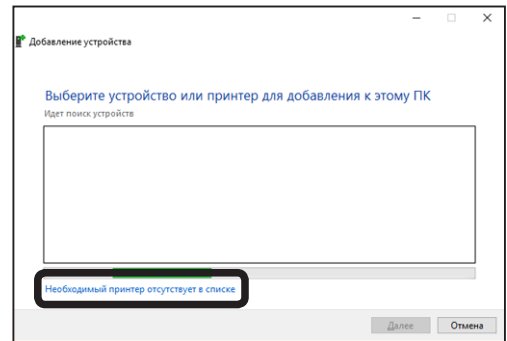 Добавление устройства
Выберите устройство или принтер для добавления к этому ПК
Идет поиск устройств
Необходимый принтер отсутствует в списке
Далее Отмена